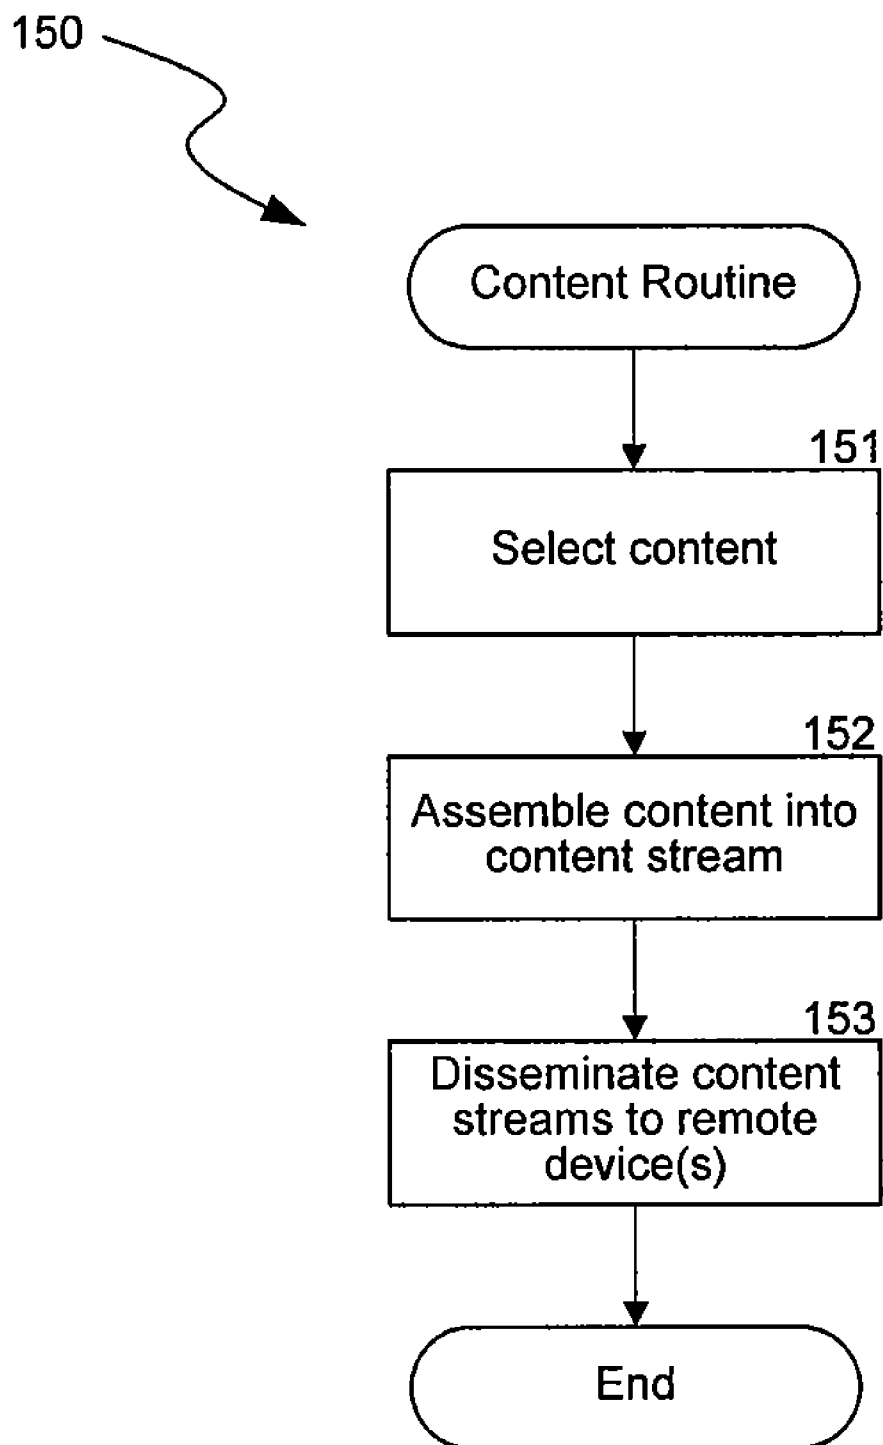 150
Content Routine
151
Select content
152
Assemble content into
content stream
153
Disseminate content
streams to remote
device(s)
End